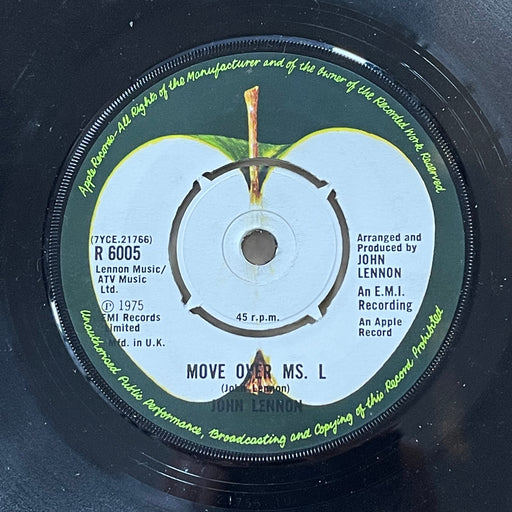 Apple Records-All Rights of the Manufacturer and of the Owner of the Recorded Work Reserved
(7YCE.21766)
R 6005
Lennon Music/
ATV Music
Ltd.
Ⓟ 1975
EMI Records
Limited
Mfd. in U.K.
45 r.p.m.
Arranged and
Produced by
JOHN
LENNON
An E.M.I.
Recording
An Apple
Record
MOVE OVER MS. L
(John Lennon)
JOHN LENNON
Unauthorised Public Performance, Broadcasting and Copying of this Record Prohibited